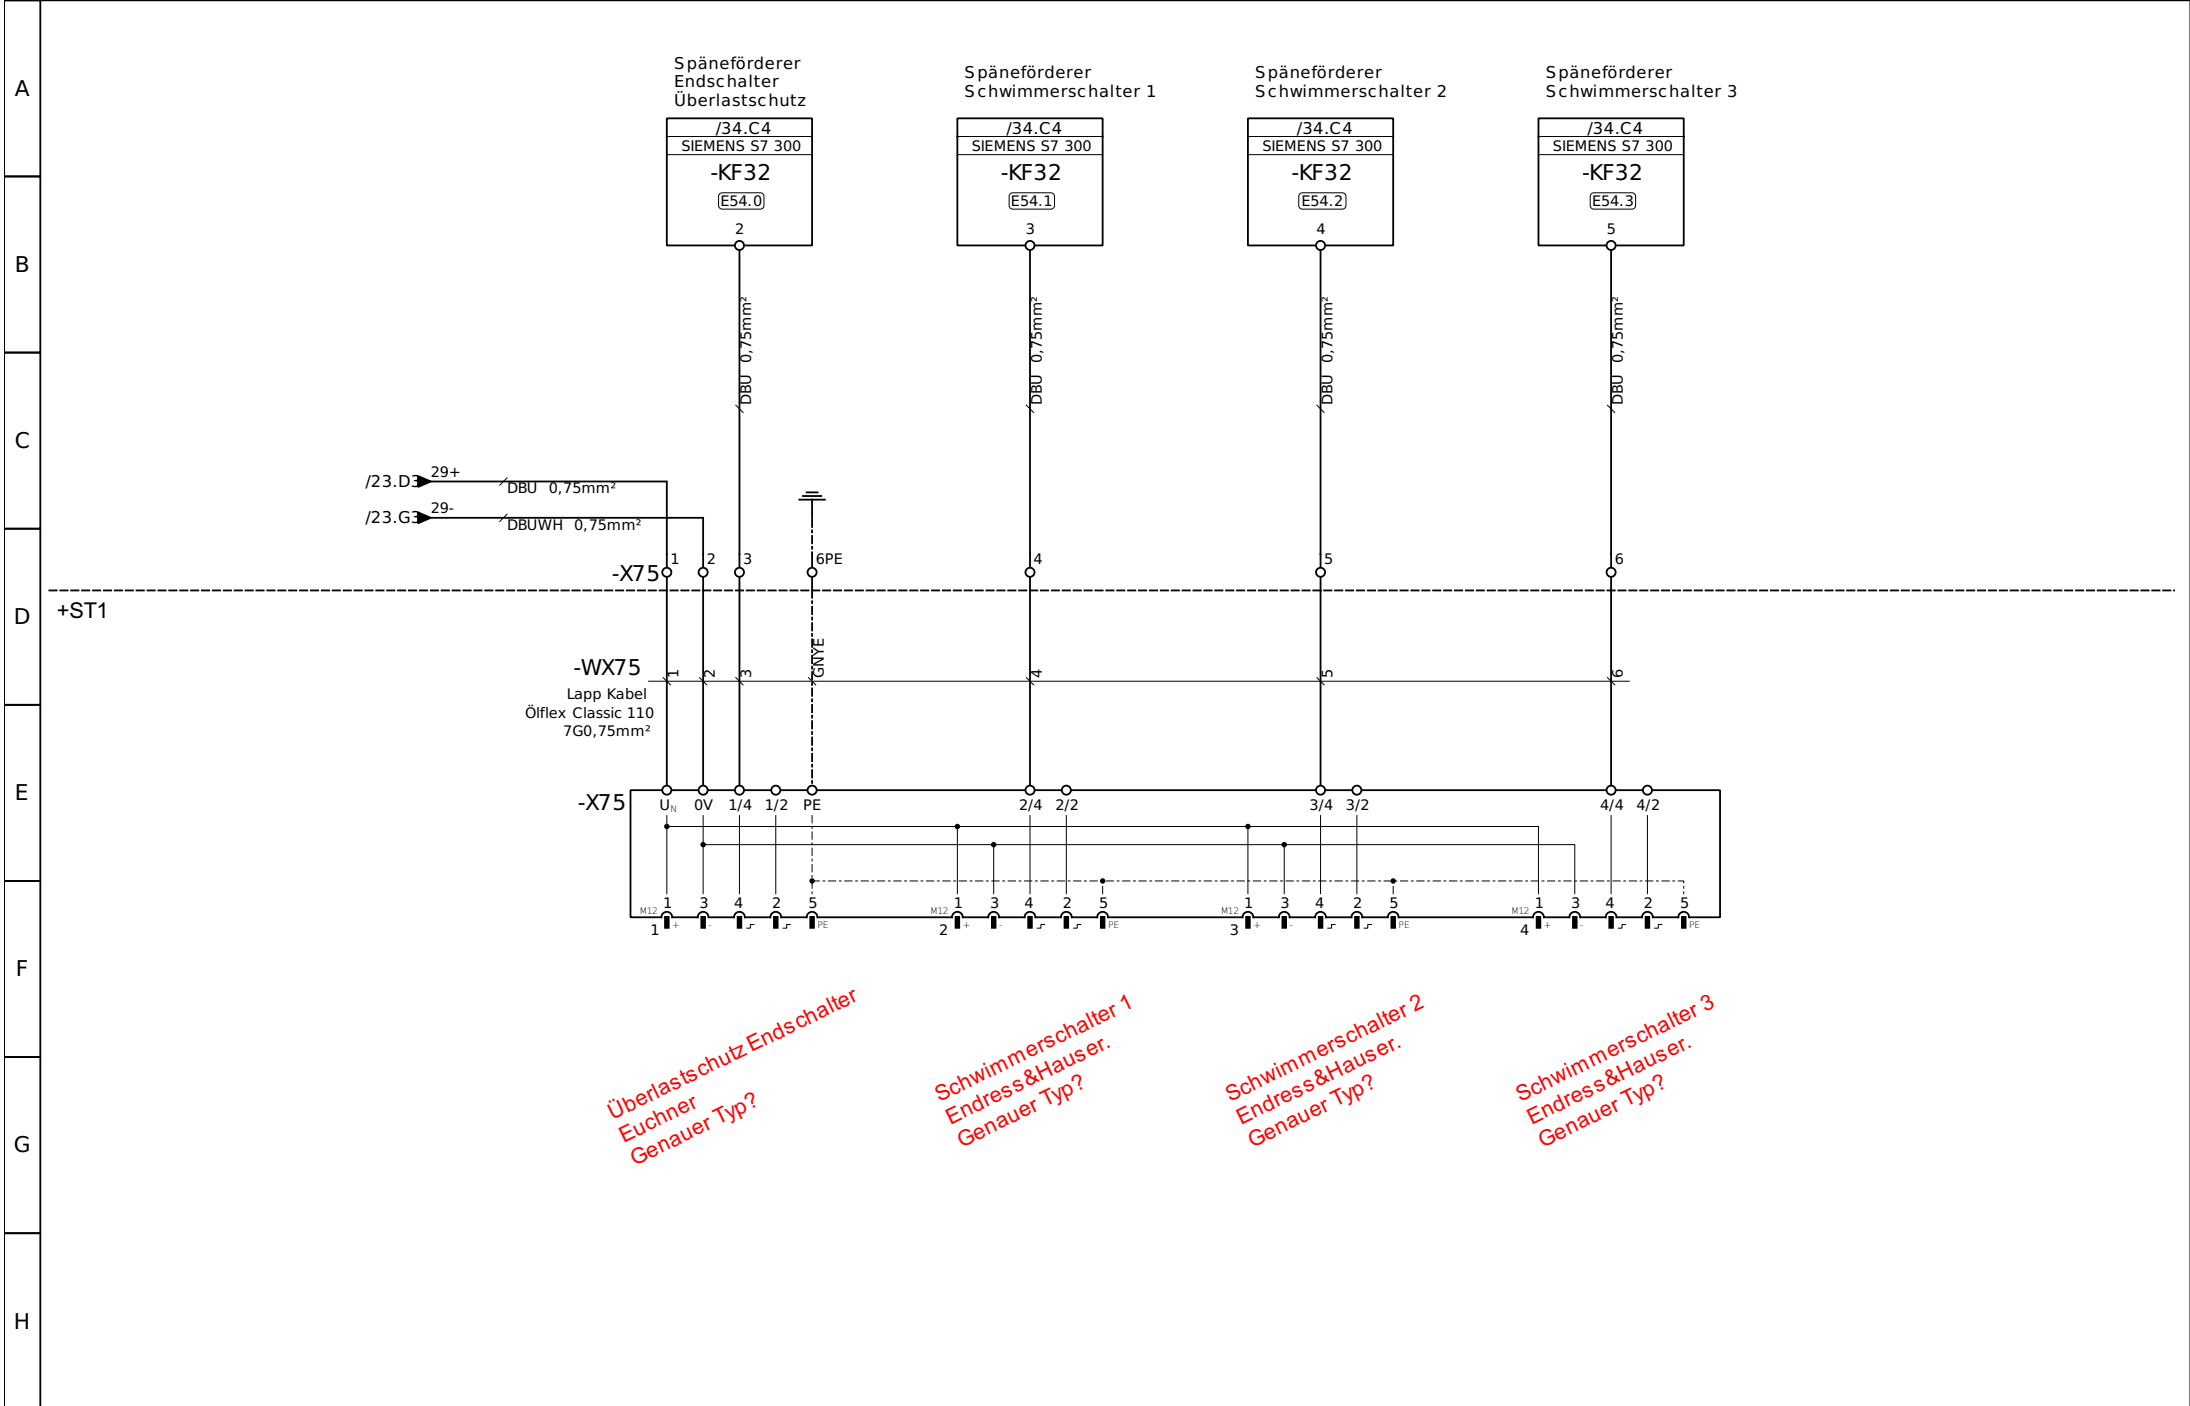 A
B
C
D
E
F
G
H
Späneförderer
Endschalter
Überlastschutz
Späneförderer
Schwimmerschalter 1
Späneförderer
Schwimmerschalter 2
Späneförderer
Schwimmerschalter 3
/34.C4
SIEMENS S7 300
-KF32
E54.0
2
/34.C4
SIEMENS S7 300
-KF32
E54.1
3
/34.C4
SIEMENS S7 300
-KF32
E54.2
4
/34.C4
SIEMENS S7 300
-KF32
E54.3
5
DBU 0,75mm²
DBU 0,75mm²
DBU 0,75mm²
DBU 0,75mm²
/23.D3 29+ DBU 0,75mm²
/23.G3 29- DBUWH 0,75mm²
-X75 1 2 3 6PE 4 5 6
+ST1
-WX75 1 2 3 GNYE 4 5 6
Lapp Kabel
Ölflex Classic 110
7G0,75mm²
-X75 UN 0V 1/4 1/2 PE 2/4 2/2 3/4 3/2 4/4 4/2
M12 1 3 4 2 5 M12 1 3 4 2 5 M12 1 3 4 2 5 M12 1 3 4 2 5
1 + - PE 2 + - PE 3 + - PE 4 + - PE
Überlastschutz Endschalter
Euchner
Genauer Typ?
Schwimmerschalter 1
Endress&Hauser.
Genauer Typ?
Schwimmerschalter 2
Endress&Hauser.
Genauer Typ?
Schwimmerschalter 3
Endress&Hauser.
Genauer Typ?